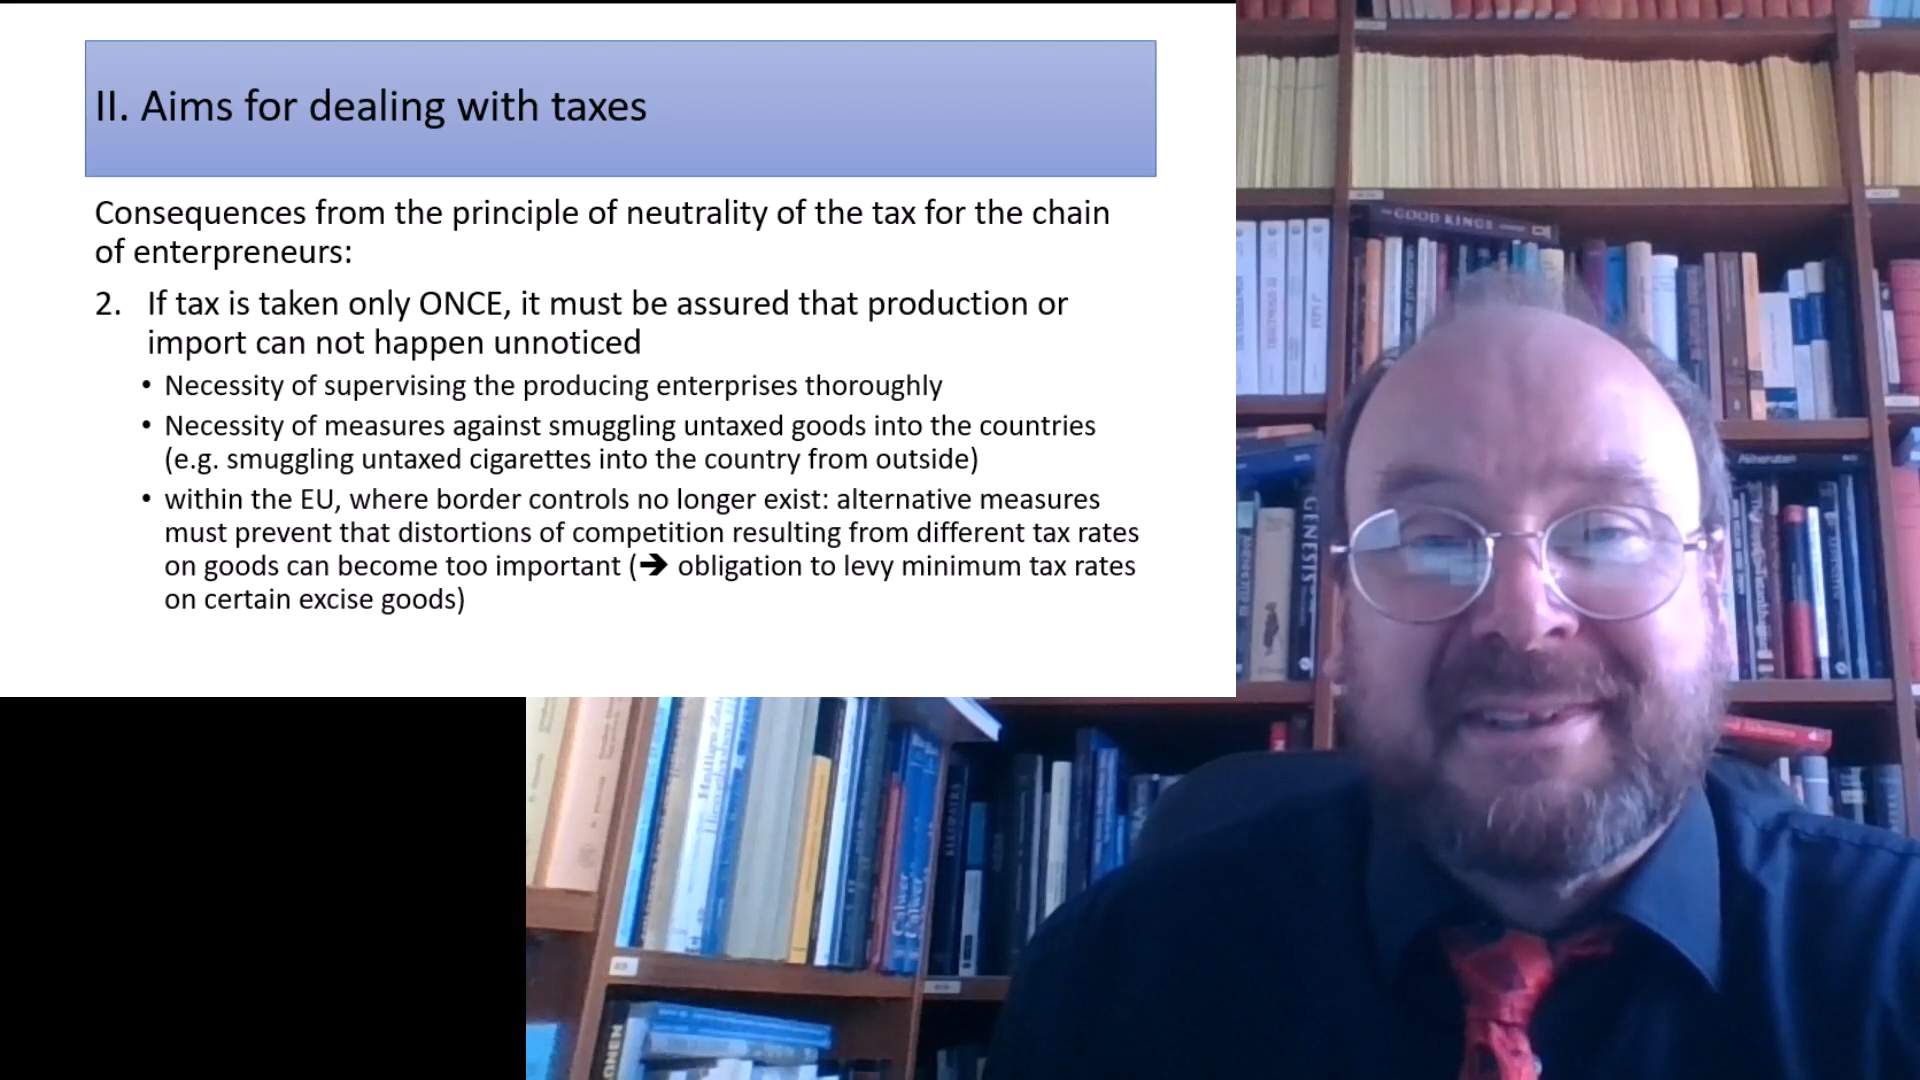 II. Aims for dealing with taxes
Consequences from the principle of neutrality of the tax for the chain
of enterpreneurs:
2. If tax is taken only ONCE, it must be assured that production or
import can not happen unnoticed
• Necessity of supervising the producing enterprises thoroughly
• Necessity of measures against smuggling untaxed goods into the countries
(e.g. smuggling untaxed cigarettes into the country from outside)
• within the EU, where border controls no longer exist: alternative measures
must prevent that distortions of competition resulting from different tax rates
on goods can become too important (➔ obligation to levy minimum tax rates
on certain excise goods)
GOOD KINGS
GENESIS